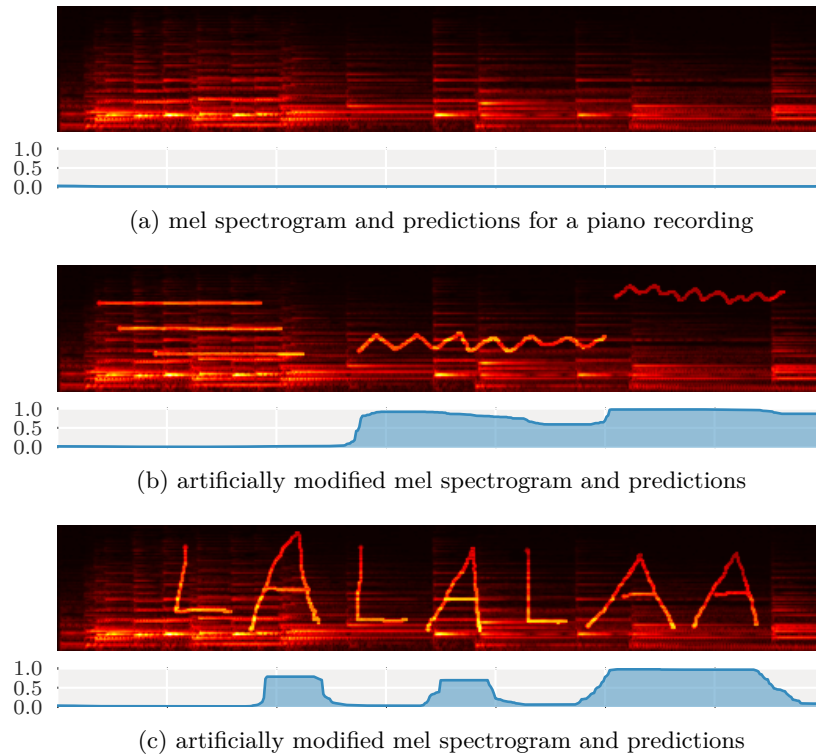 1.0
0.5
0.0
(a) mel spectrogram and predictions for a piano recording
1.0
0.5
0.0
(b) artificially modified mel spectrogram and predictions
LALALAA
1.0
0.5
0.0
(c) artificially modified mel spectrogram and predictions